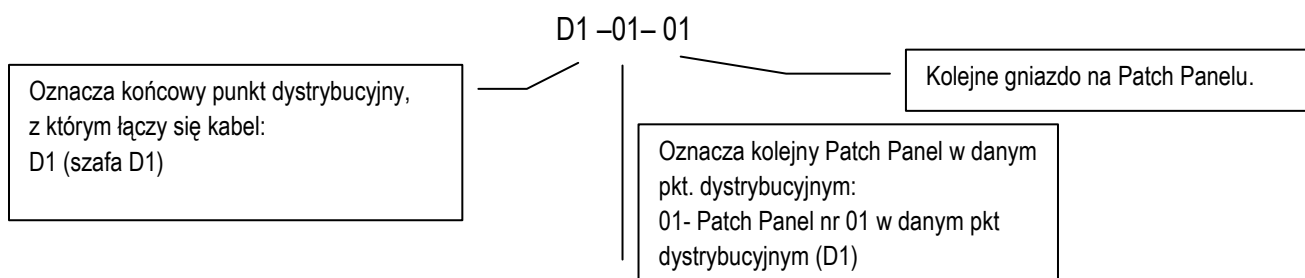 D1 –01– 01
Oznacza końcowy punkt dystrybucyjny,
z którym łączy się kabel:
D1 (szafa D1)
Kolejne gniazdo na Patch Panelu.
Oznacza kolejny Patch Panel w danym
pkt. dystrybucyjnym:
01- Patch Panel nr 01 w danym pkt
dystrybucyjnym (D1)